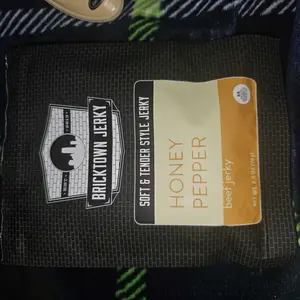 BRICKTOWN JERKY
SOFT & TENDER STYLE JERKY
HONEY
PEPPER
beef jerky